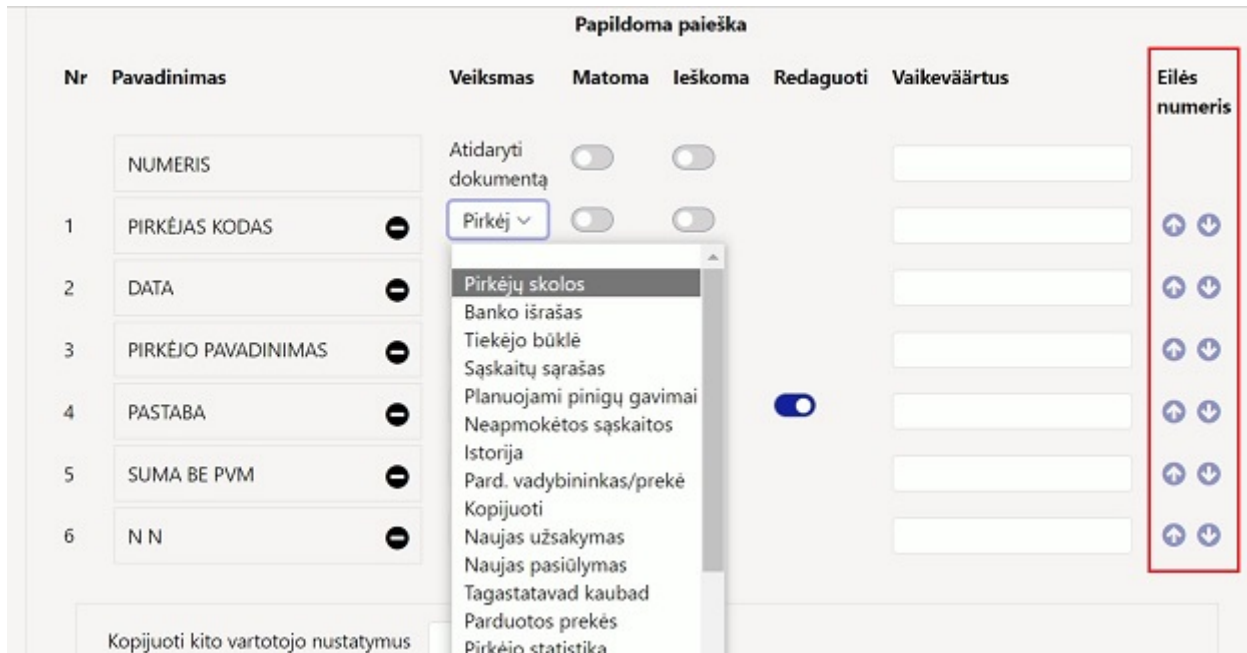 Papildoma paieška
Nr Pavadinimas Veiksmas Matoma Ieškoma Redaguoti Vaikeväärtus Eilės numeris
NUMERIS Atidaryti dokumentą
1 PIRKĖJAS KODAS Pirkėj
Pirkėjų skolos
2 DATA
Banko išrašas
Tiekėjo būklė
3 PIRKĖJO PAVADINIMAS
Sąskaitų sąrašas
Planuojami pinigų gavimai
4 PASTABA
Neapmokėtos sąskaitos
Istorija
5 SUMA BE PVM
Pard. vadybininkas/prekė
Kopijuoti
6 N N
Naujas užsakymas
Naujas pasiūlymas
Tagastatavad kaubad
Parduotos prekės
Kopijuoti kito vartotojo nustatymus
Pirkėjo statistika